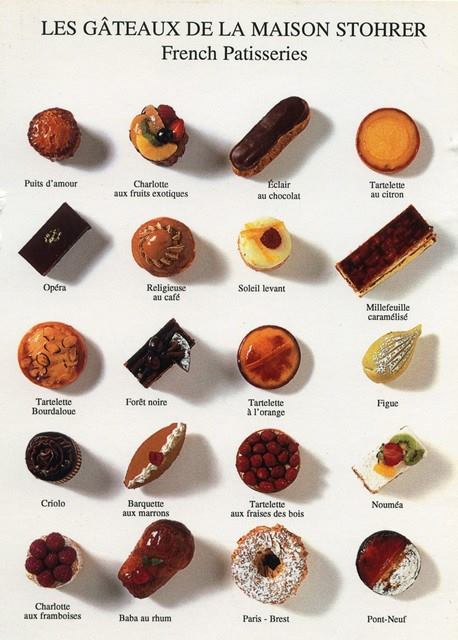 LES GÂTEAUX DE LA MAISON STOHRER
French Patisseries
Puits d'amour
Charlotte
aux fruits exotiques
Éclair
au chocolat
Tartelette
au citron
Opéra
Religieuse
au café
Soleil levant
Millefeuille
caramélisé
Tartelette
Bourdaloue
Forêt noire
Tartelette
à l'orange
Figue
Criolo
Barquette
aux marrons
Tartelette
aux fraises des bois
Nouméa
Charlotte
aux framboises
Baba au rhum
Paris - Brest
Pont-Neuf